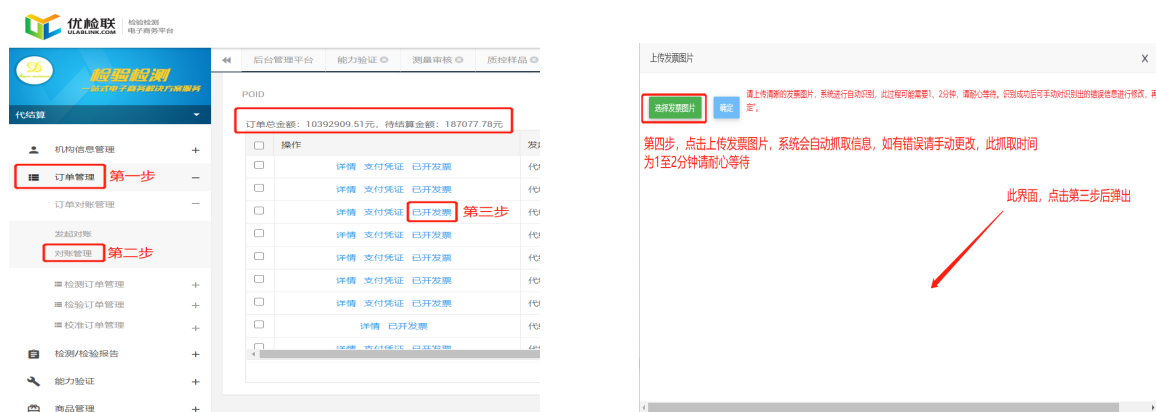 优检联
ULABLINK.COM
检验检测
电子商务平台
检验检测
一站式电子商务解决方案服务
代结算
机构信息管理 +
订单管理 第一步 −
订单对账管理 −
发起对账
对账管理 第二步
检测订单管理 +
检验订单管理 +
校准订单管理 +
检测/检验报告 +
能力验证 +
商品管理 +
后台管理平台 能力验证 测量审核 质控样品
POID
订单总金额：10392909.51元，待结算金额：187077.78元
操作
详情 支付凭证 已开发票
详情 支付凭证 已开发票
详情 支付凭证 已开发票 第三步
详情 支付凭证 已开发票
详情 支付凭证 已开发票
详情 支付凭证 已开发票
详情 支付凭证 已开发票
详情 已开发票
详情 支付凭证 已开发票
上传发票图片 X
选择发票图片 确定
请上传清晰的发票图片，系统进行自动识别，此过程可能需要1、2分钟，请耐心等待。识别成功后可手动对识别出的错误信息进行修改，再
定"。
第四步，点击上传发票图片，系统会自动抓取信息，如有错误请手动更改，此抓取时间
为1至2分钟请耐心等待
此界面，点击第三步后弹出